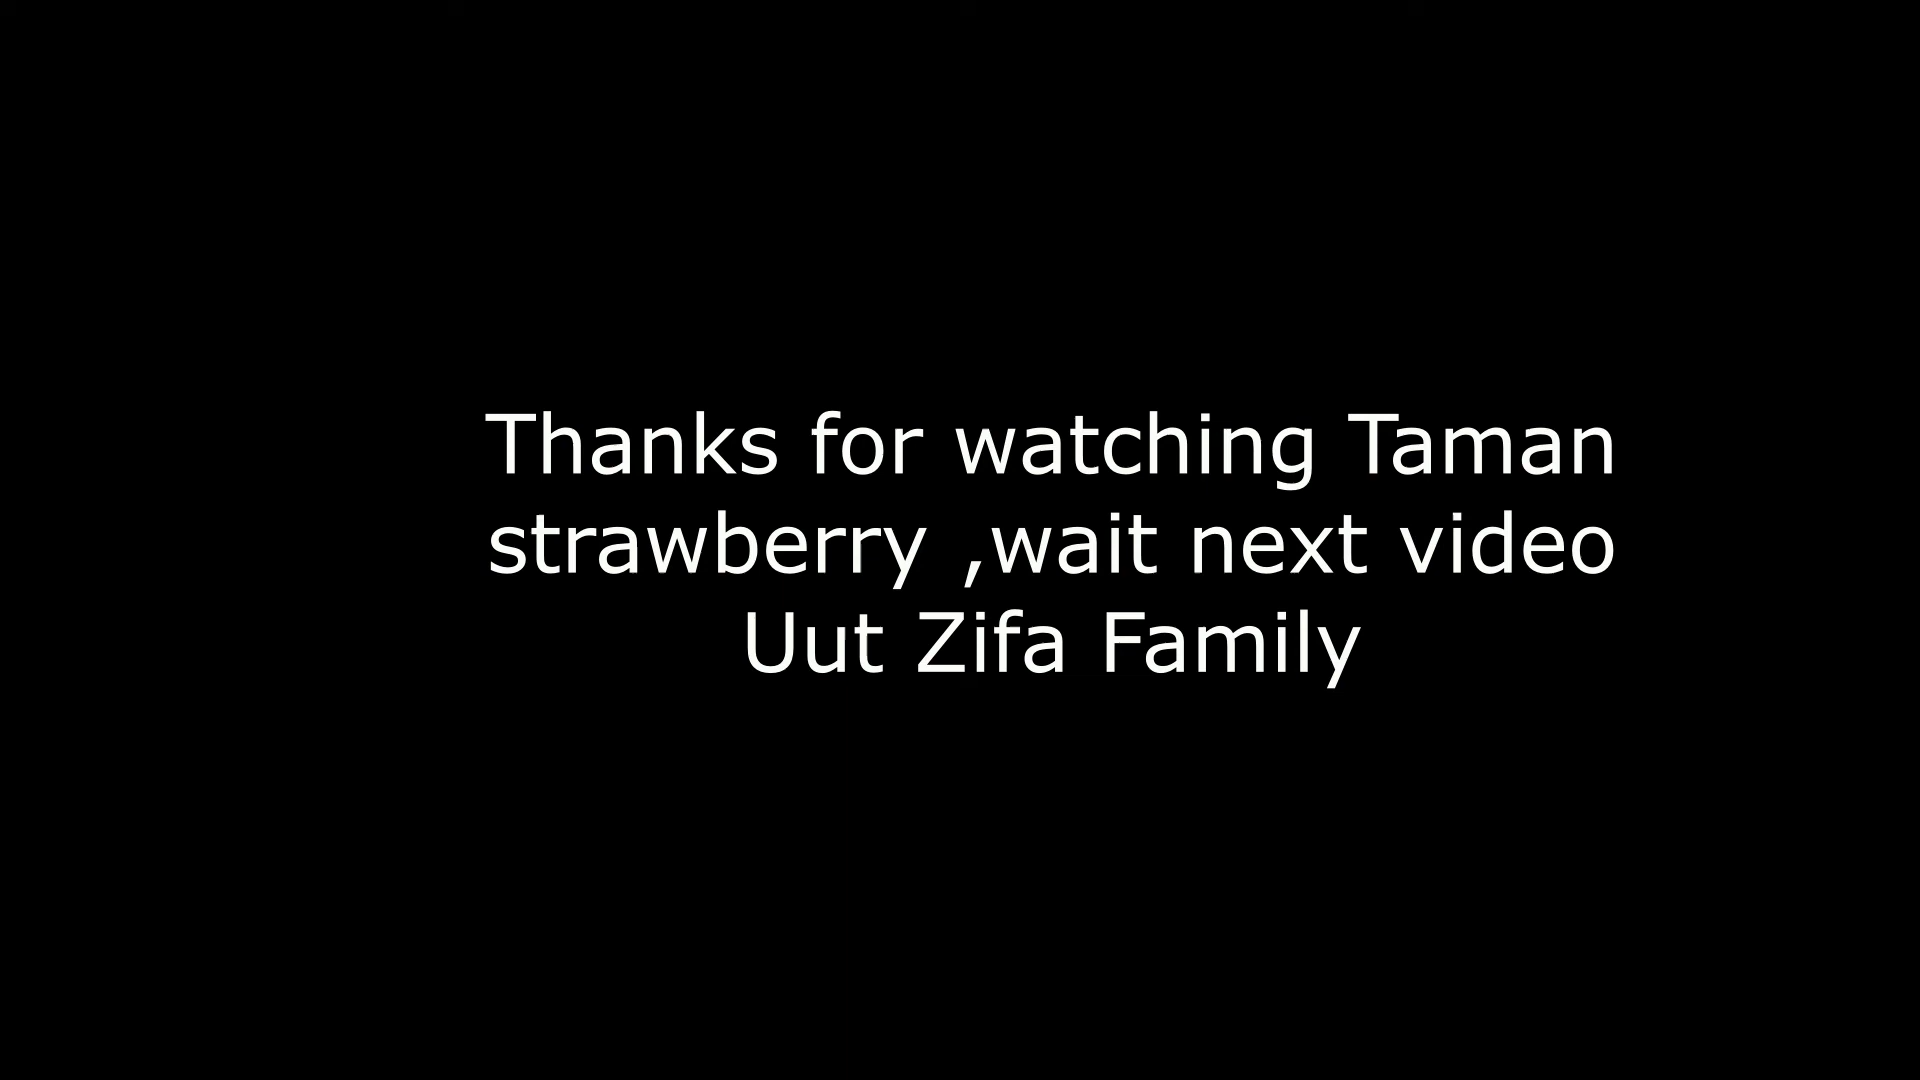 Thanks for watching Taman
strawberry ,wait next video
Uut Zifa Family